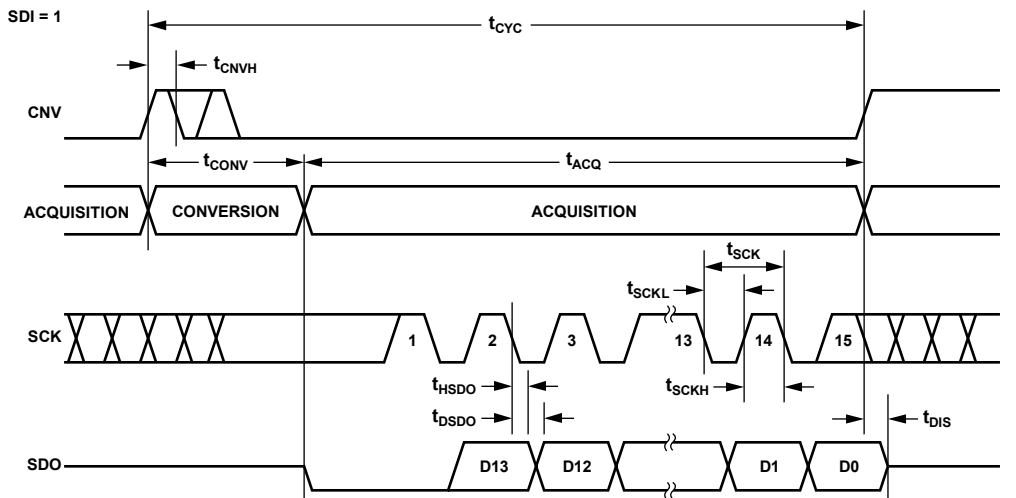 SDI = 1
tCYC
tCNVH
CNV
tCONV
tACQ
ACQUISITION
CONVERSION
ACQUISITION
tSCK
tSCKL
SCK
1
2
3
13
14
15
tHSDO
tSCKH
tDSDO
tDIS
SDO
D13
D12
D1
D0